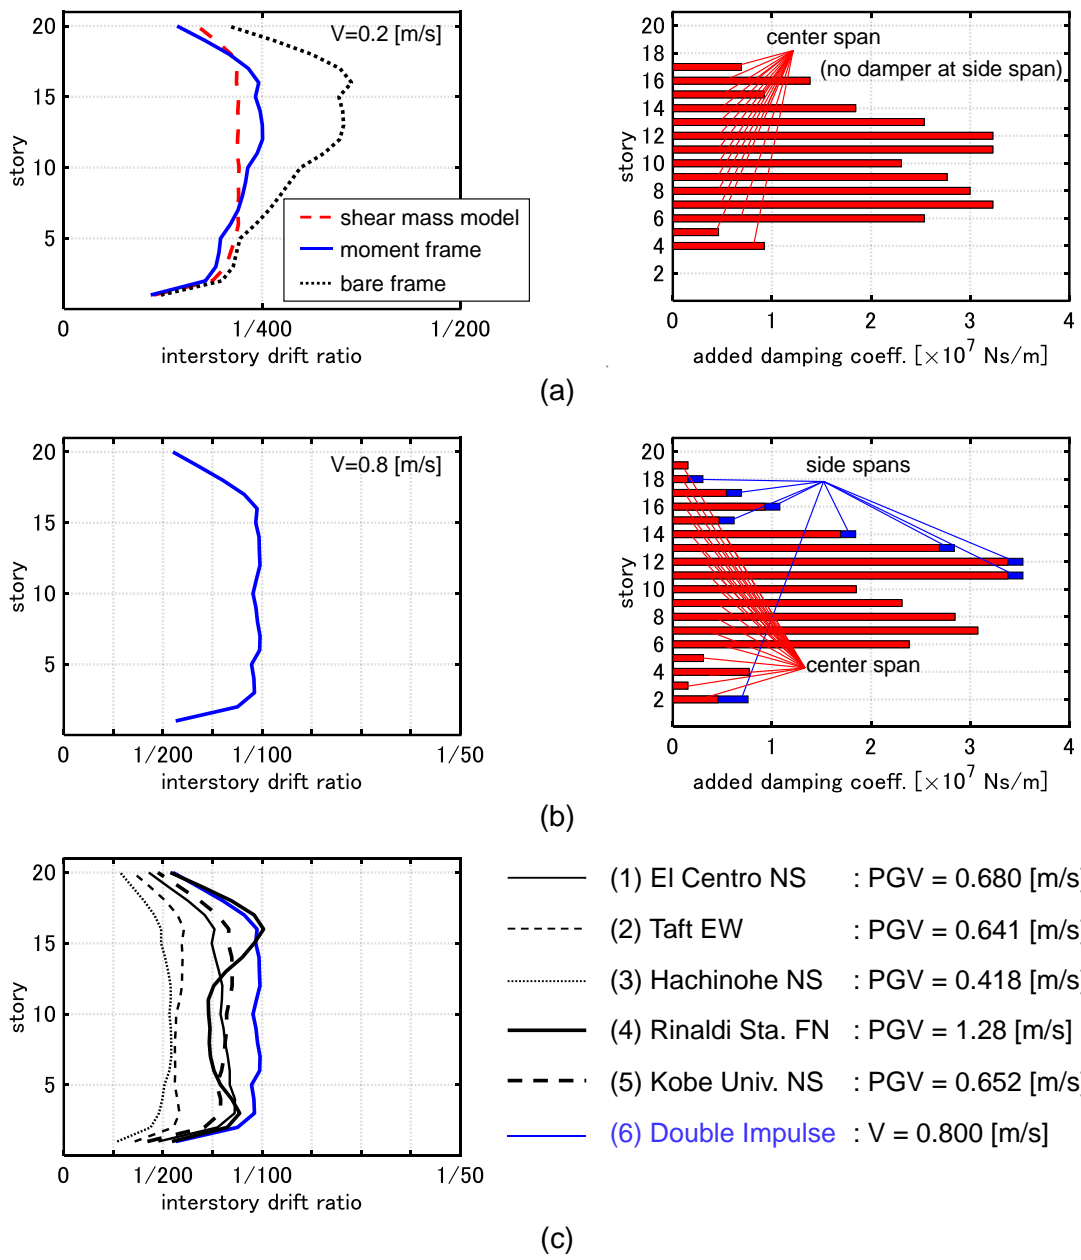 20
15
10
5
story
V=0.2 [m/s]
shear mass model
moment frame
bare frame
0
1/400
1/200
interstory drift ratio
20
18
16
14
12
10
8
6
4
2
story
center span
(no damper at side span)
0
1
2
3
4
added damping coeff. [×10⁷ Ns/m]
(a)
20
15
10
5
story
V=0.8 [m/s]
0
1/200
1/100
1/50
interstory drift ratio
20
18
16
14
12
10
8
6
4
2
story
side spans
center span
0
1
2
3
4
added damping coeff. [×10⁷ Ns/m]
(b)
20
15
10
5
story
0
1/200
1/100
1/50
interstory drift ratio
(1) El Centro NS : PGV = 0.680 [m/s]
(2) Taft EW : PGV = 0.641 [m/s]
(3) Hachinohe NS : PGV = 0.418 [m/s]
(4) Rinaldi Sta. FN : PGV = 1.28 [m/s]
(5) Kobe Univ. NS : PGV = 0.652 [m/s]
(6) Double Impulse : V = 0.800 [m/s]
(c)